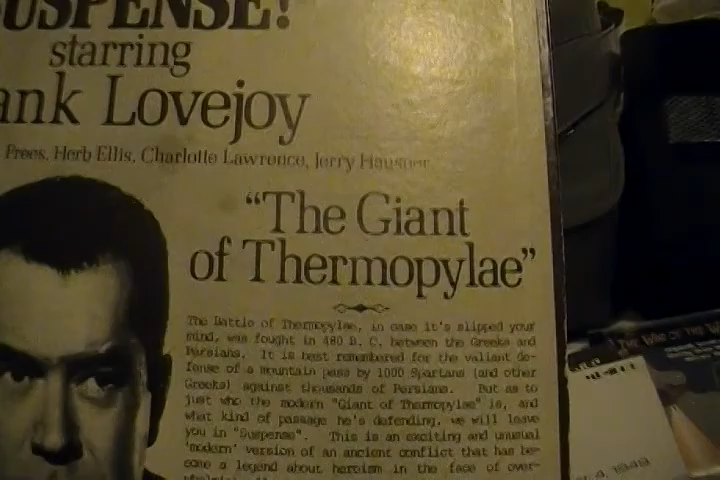 USPENSE!
starring
ank Lovejoy
Prees, Herb Ellis, Charlotte Lawrence, Jerry Hausner
"The Giant
of Thermopylae"
The Battle of Thermopylae, in case it's slipped your
mind, was fought in 480 B.C. between the Greeks and
Persians. It is best remembered for the valiant de-
fense of a mountain pass by 1000 Spartans (and other
Greeks) against thousands of Persians. But as to
just who the modern "Giant of Thermopylae" is, and
what kind of passage he's defending, we will leave
you in "Suspense". This is an exciting and unusual
'modern' version of an ancient conflict that has be-
come a legend about heroism in the face of over-
4, 1949